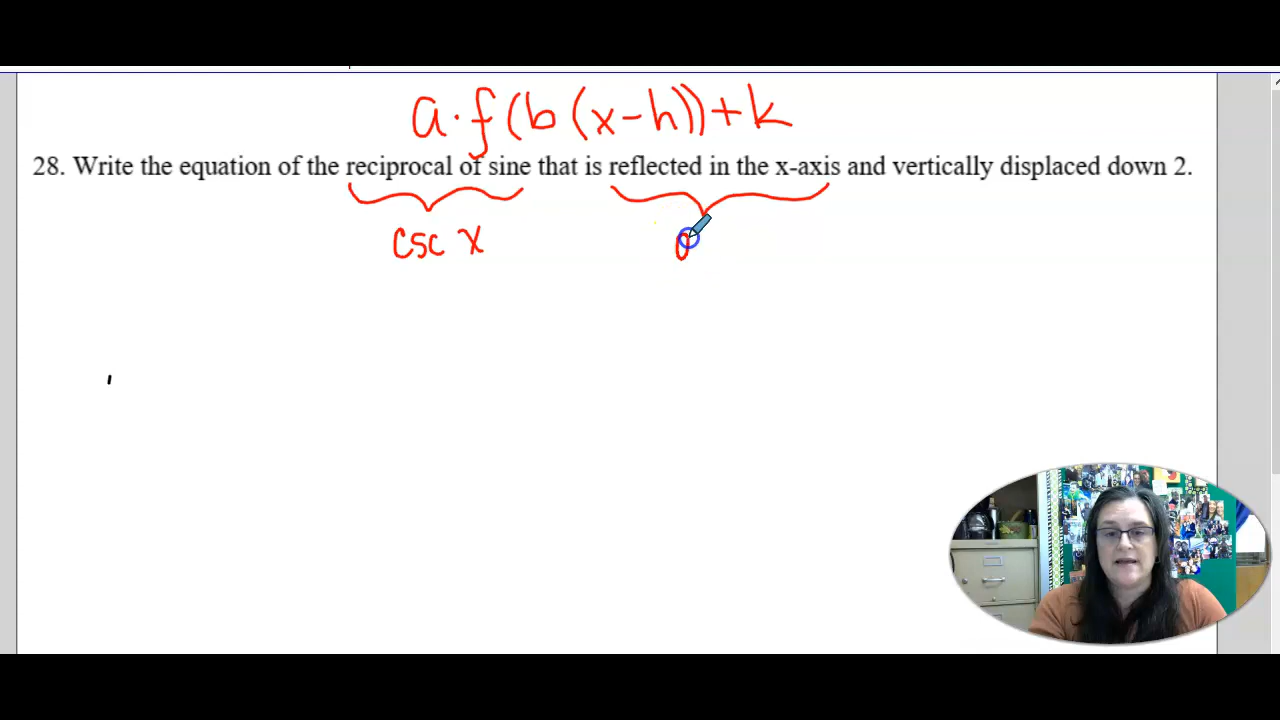 a·f(b(x-h))+k
28. Write the equation of the reciprocal of sine that is reflected in the x-axis and vertically displaced down 2.
csc x